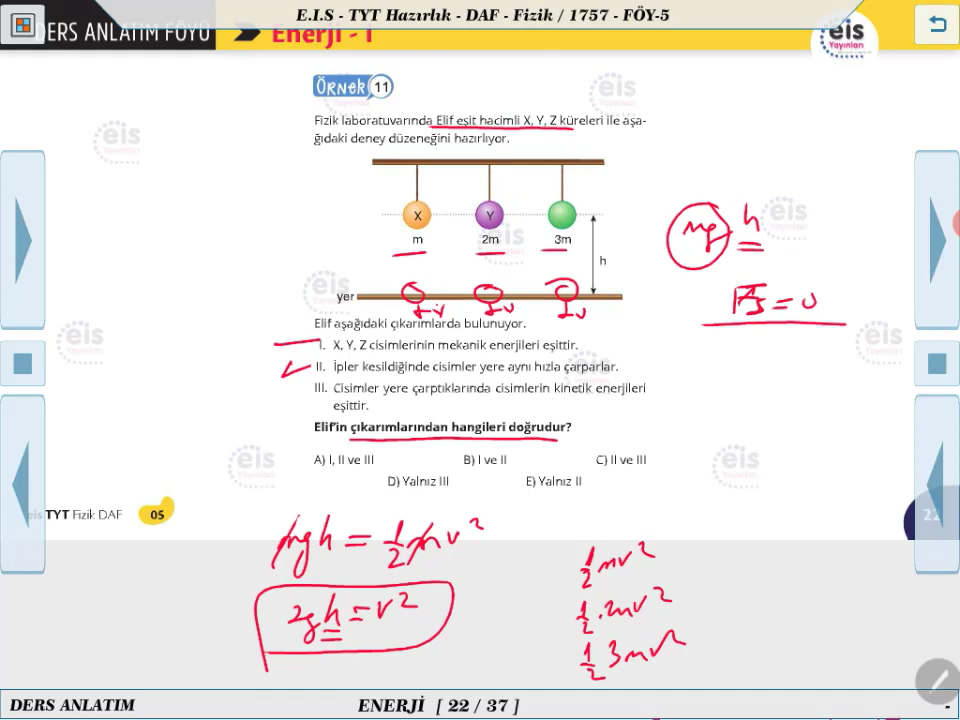 E.I.S - TYT Hazırlık - DAF - Fizik / 1757 - FÖY-5
DERS ANLATIM FÖYÜ
Enerji - 1
eis
Yayınları
ÖRNEK 11
Fizik laboratuvarında Elif eşit hacimli X, Y, Z küreleri ile aşa-
ğıdaki deney düzeneğini hazırlıyor.
X Y
m 2m 3m
h
yer
mg h
Fs = 0
Elif aşağıdaki çıkarımlarda bulunuyor.
I. X, Y, Z cisimlerinin mekanik enerjileri eşittir.
II. İpler kesildiğinde cisimler yere aynı hızla çarparlar.
III. Cisimler yere çarptıklarında cisimlerin kinetik enerjileri
eşittir.
Elif'in çıkarımlarından hangileri doğrudur?
A) I, II ve III B) I ve II C) II ve III
D) Yalnız III E) Yalnız II
eis TYT Fizik DAF 05
22
mgh = 1/2 mv²
2gh = v²
1/2 mv²
1/2 . 2mv²
1/2 3mv²
DERS ANLATIM
ENERJİ [ 22 / 37 ]